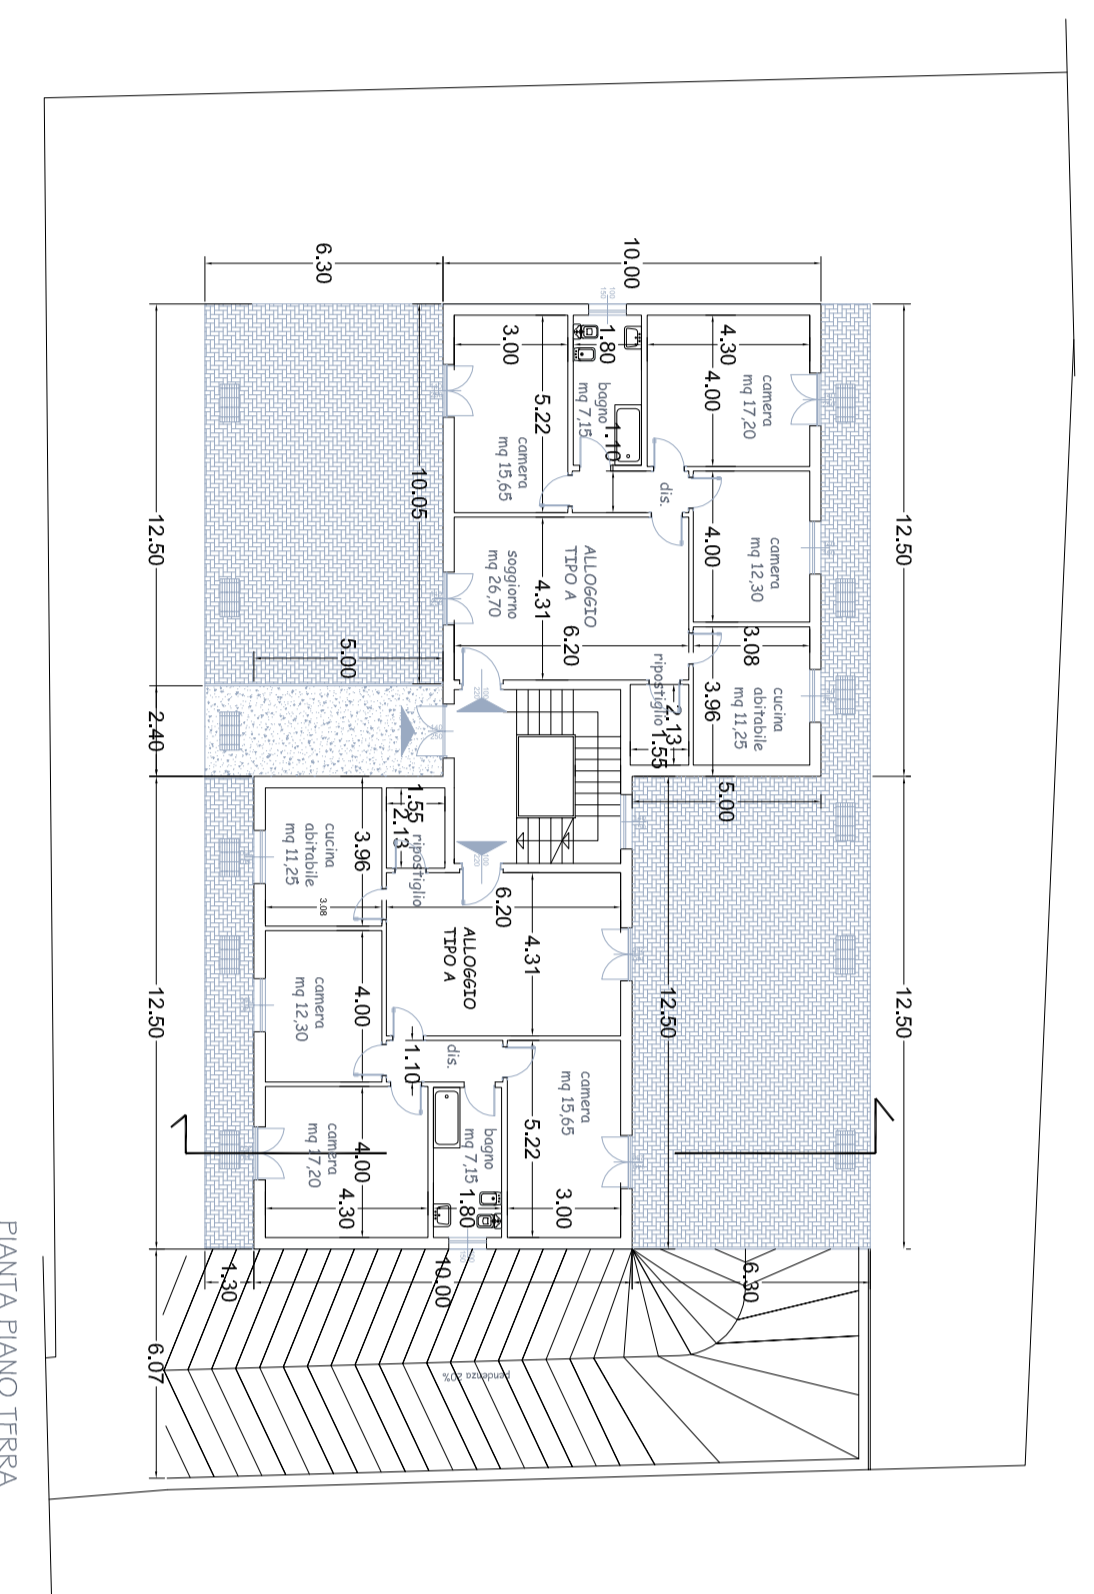 6.30
10.00
100
150
3.00
1.80
4.30
camera
mq 17,20
4.00
bagno
mq 7,15
1.10
5.22
camera
mq 15,65
dis.
10.05
12.50
12.50
4.00
camera
mq 12,30
ALLOGGIO
TIPO A
soggiorno
mq 26,70
4.31
6.20
3.08
5.00
ripostiglio
2.13
1.55
3.96
cucina
abitabile
mq 11,25
2.40
100
220
5.00
1.55
2.13
ripostiglio
cucina
abitabile
mq 11,25
3.96
3.08
100
220
6.20
4.31
ALLOGGIO
TIPO A
camera
mq 12,30
4.00
12.50
12.50
12.50
1.10
dis.
camera
mq 15,65
5.22
3.00
bagno
mq 7,15
1.80
camera
mq 17,20
4.00
4.30
1.30
10.00
6.30
6.07
pendenza 20%
PIANTA PIANO TERRA